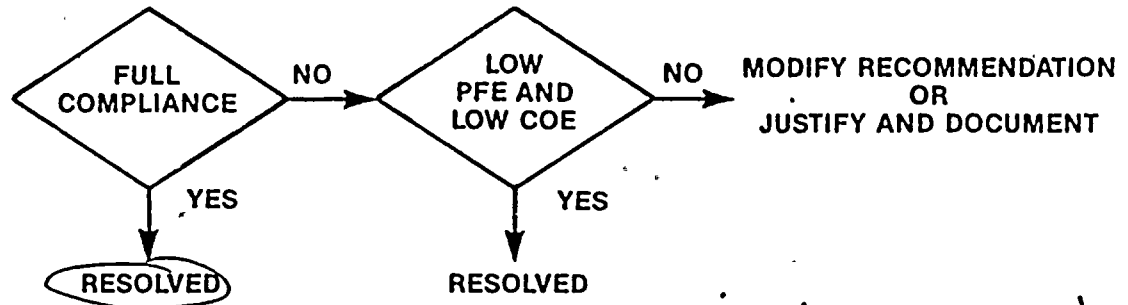 FULL
COMPLIANCE
NO
LOW
PFE AND
LOW COE
NO
MODIFY RECOMMENDATION
OR
JUSTIFY AND DOCUMENT
YES
YES
RESOLVED
RESOLVED